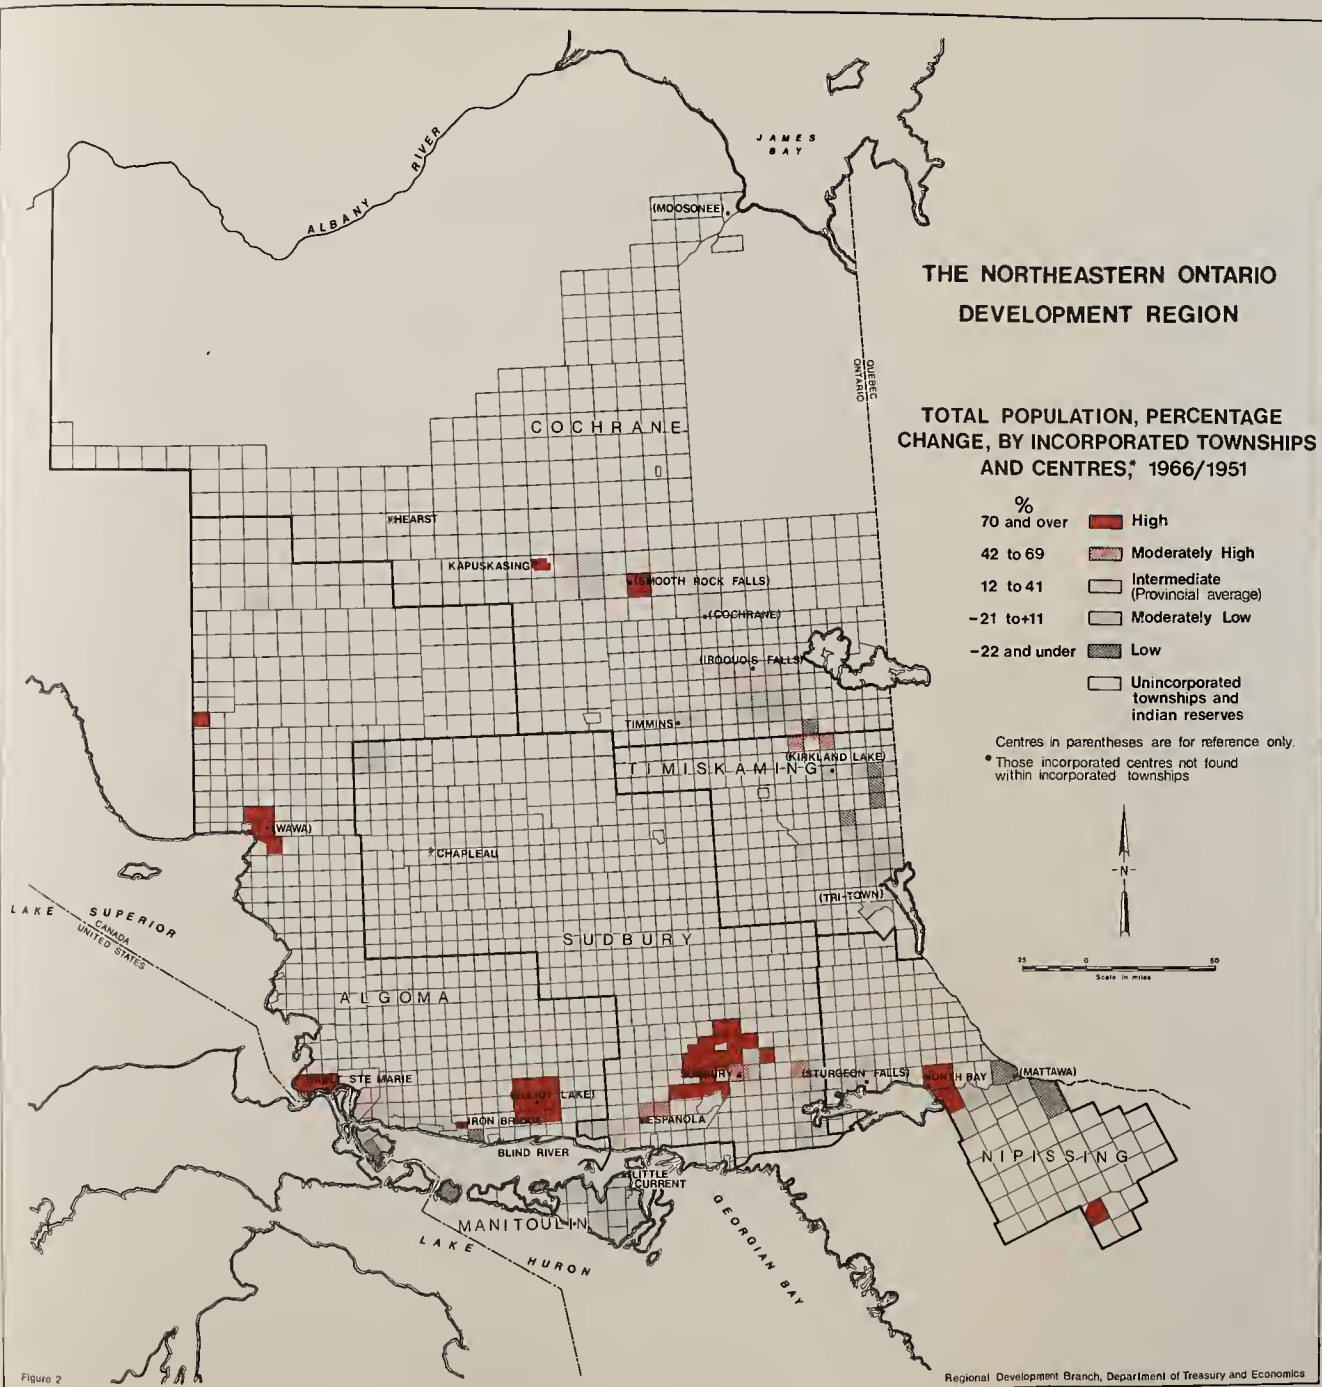 JAMES
BAY
ALBANY RIVER
(MOOSONEE)
THE NORTHEASTERN ONTARIO
DEVELOPMENT REGION
QUEBEC
ONTARIO
TOTAL POPULATION, PERCENTAGE
CHANGE, BY INCORPORATED TOWNSHIPS
AND CENTRES,* 1966/1951
%
70 and over High
42 to 69 Moderately High
12 to 41 Intermediate
(Provincial average)
-21 to+11 Moderately Low
-22 and under Low
Unincorporated
townships and
indian reserves
Centres in parentheses are for reference only.
* Those incorporated centres not found
within incorporated townships
COCHRANE
*HEARST
KAPUSKASING
(SMOOTH ROCK FALLS)
(COCHRANE)
(IROQUOIS FALLS)
TIMMINS
(KIRKLAND LAKE)
TIMISKAMING
(WAWA)
*CHAPLEAU
-N-
(TRI-TOWN)
LAKE SUPERIOR
CANADA
UNITED STATES
SUDBURY
25 0 50
Scale in miles
ALGOMA
SAULT STE MARIE
(ELLIOT LAKE)
SUDBURY
(STURGEON FALLS)
NORTH BAY
(MATTAWA)
IRON BRIDGE
ESPANOLA
BLIND RIVER
NIPISSING
LITTLE
CURRENT
MANITOULIN
LAKE HURON
GEORGIAN BAY
Figure 2
Regional Development Branch, Department of Treasury and Economics